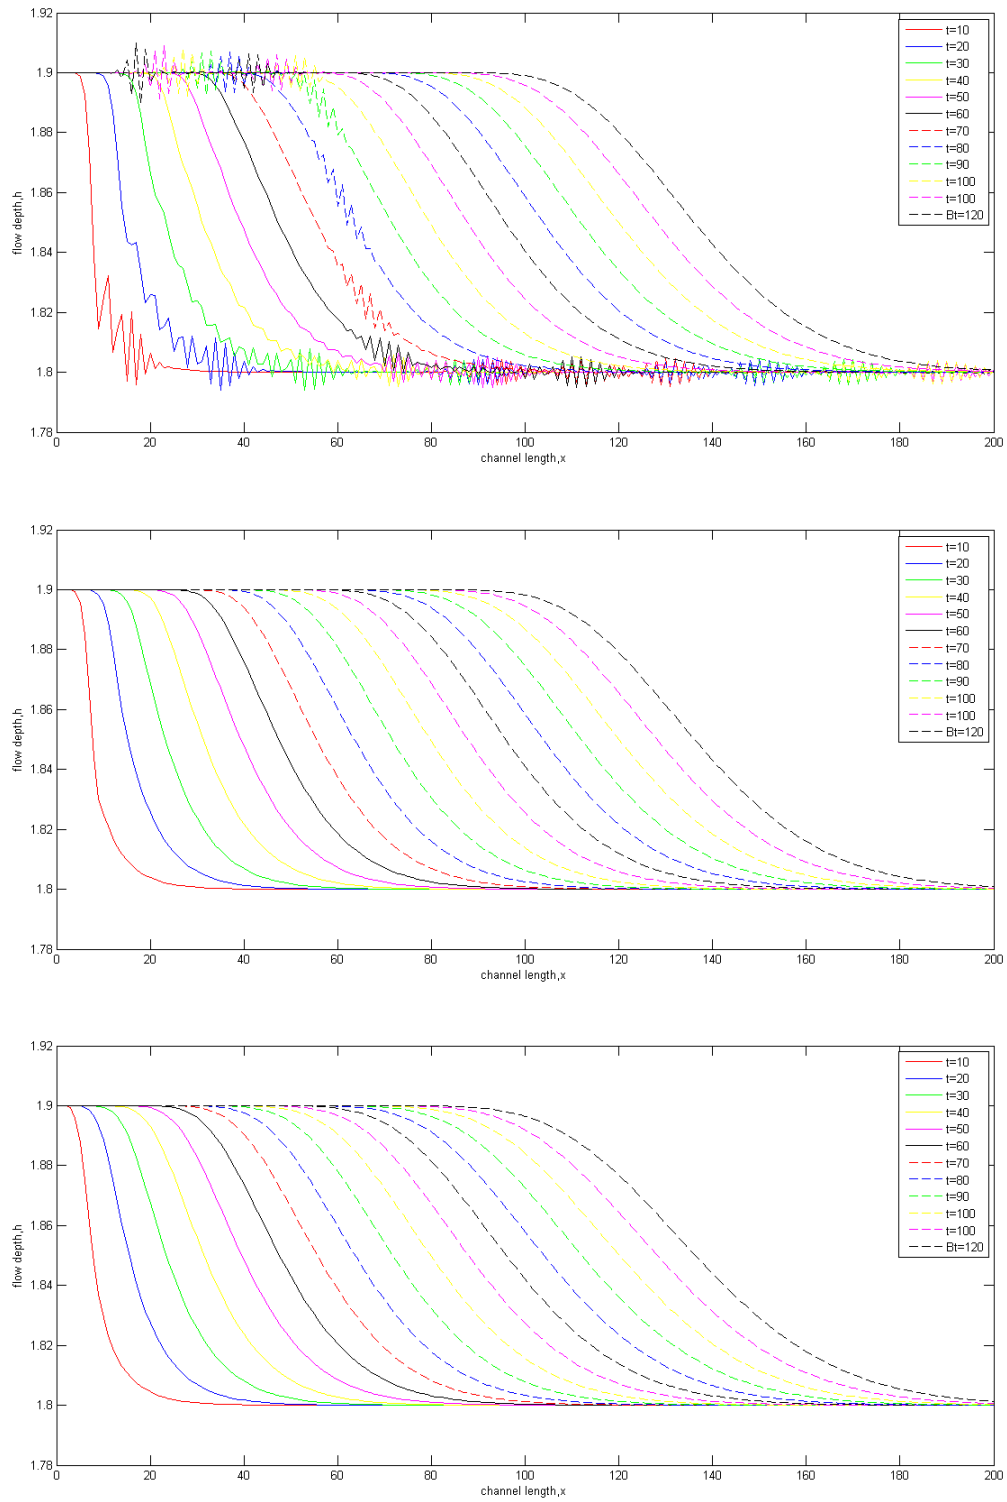 1.92
1.9
1.88
1.86
1.84
1.82
1.8
1.78
flow depth,h
0 20 40 60 80 100 120 140 160 180 200
channel length,x
t=10
t=20
t=30
t=40
t=50
t=60
t=70
t=80
t=90
t=100
t=100
Bt=120
1.92
1.9
1.88
1.86
1.84
1.82
1.8
1.78
flow depth,h
0 20 40 60 80 100 120 140 160 180 200
channel length,x
t=10
t=20
t=30
t=40
t=50
t=60
t=70
t=80
t=90
t=100
t=100
Bt=120
1.92
1.9
1.88
1.86
1.84
1.82
1.8
1.78
flow depth,h
0 20 40 60 80 100 120 140 160 180 200
channel length,x
t=10
t=20
t=30
t=40
t=50
t=60
t=70
t=80
t=90
t=100
t=100
Bt=120